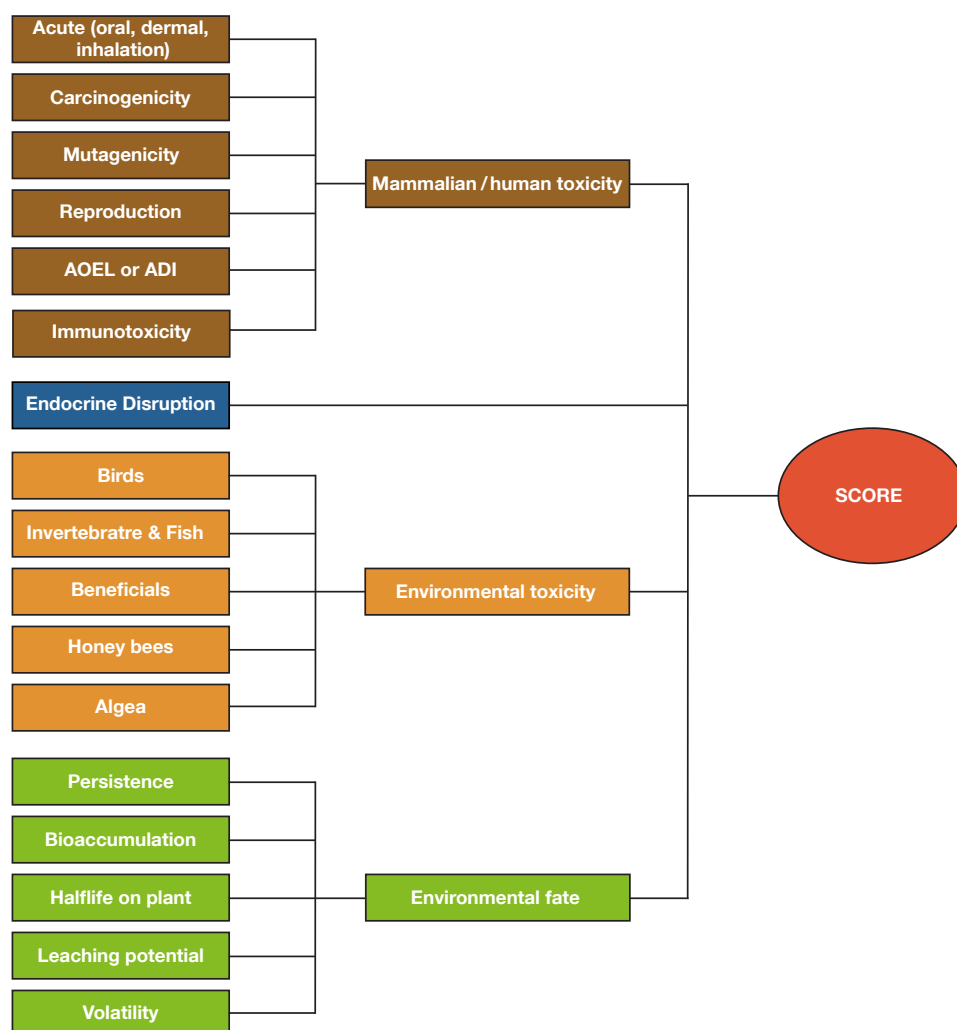 Acute (oral, dermal,
inhalation)
Carcinogenicity
Mutagenicity
Reproduction
AOEL or ADI
Immunotoxicity
Mammalian / human toxicity
Endocrine Disruption
Birds
Invertebratre & Fish
Beneficials
Honey bees
Algea
Environmental toxicity
Persistence
Bioaccumulation
Halflife on plant
Leaching potential
Volatility
Environmental fate
SCORE